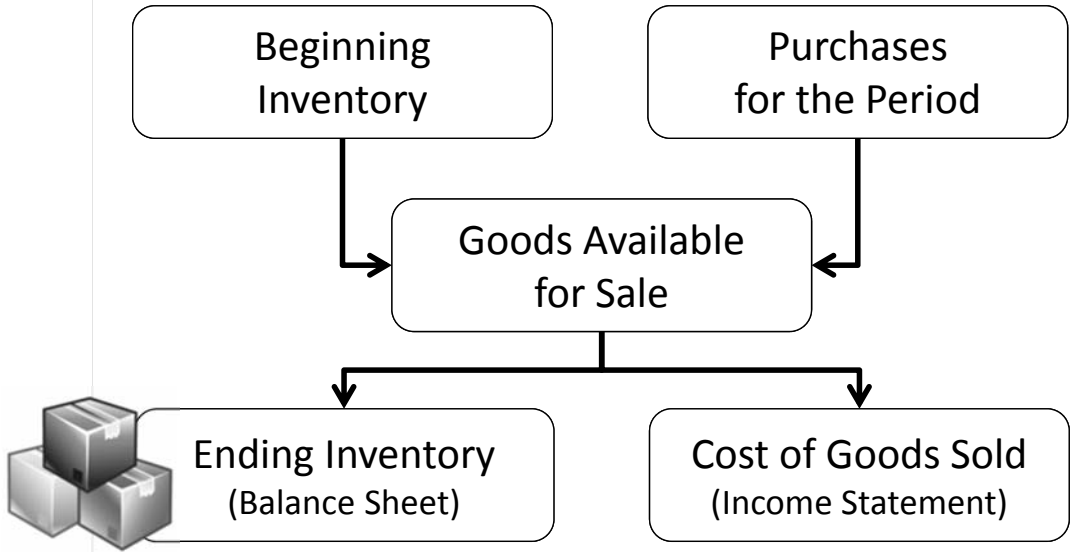 Beginning
Inventory
Purchases
for the Period
Goods Available
for Sale
Ending Inventory
(Balance Sheet)
Cost of Goods Sold
(Income Statement)